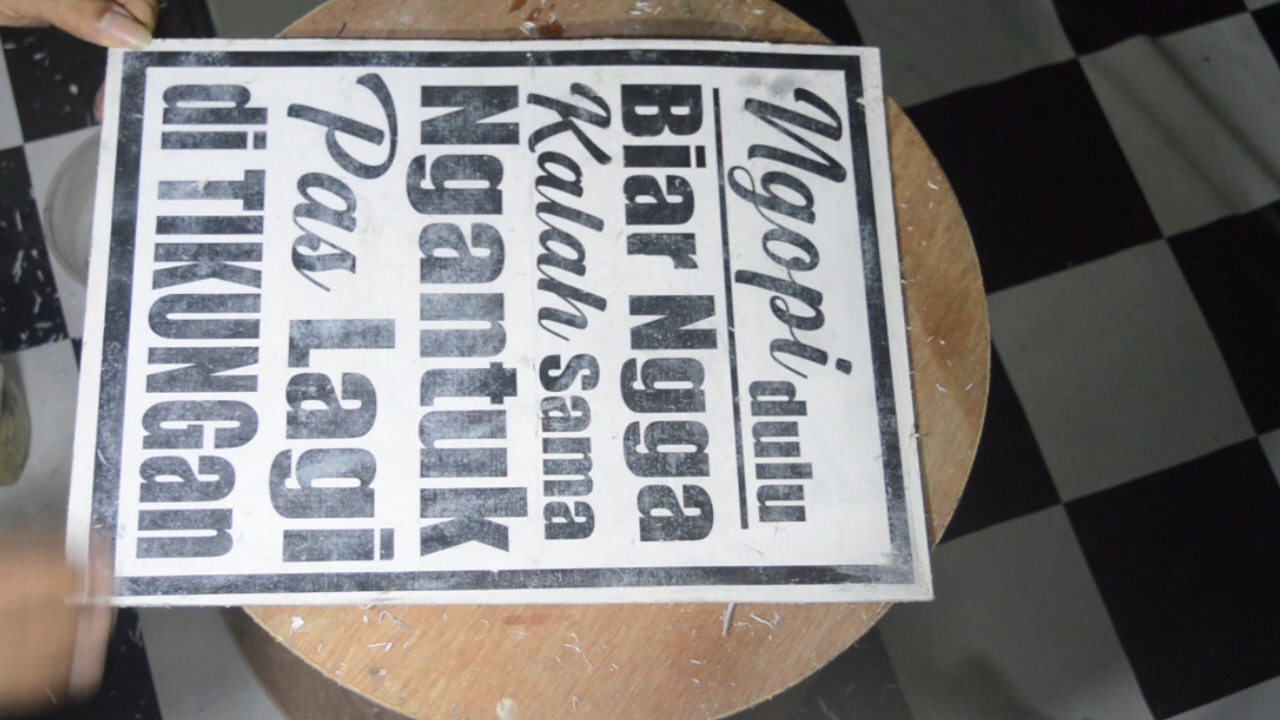 Ngopi dulu
Biar Ngga
Kalah sama
Ngantuk
Pas Lagi
di TIKUNGan